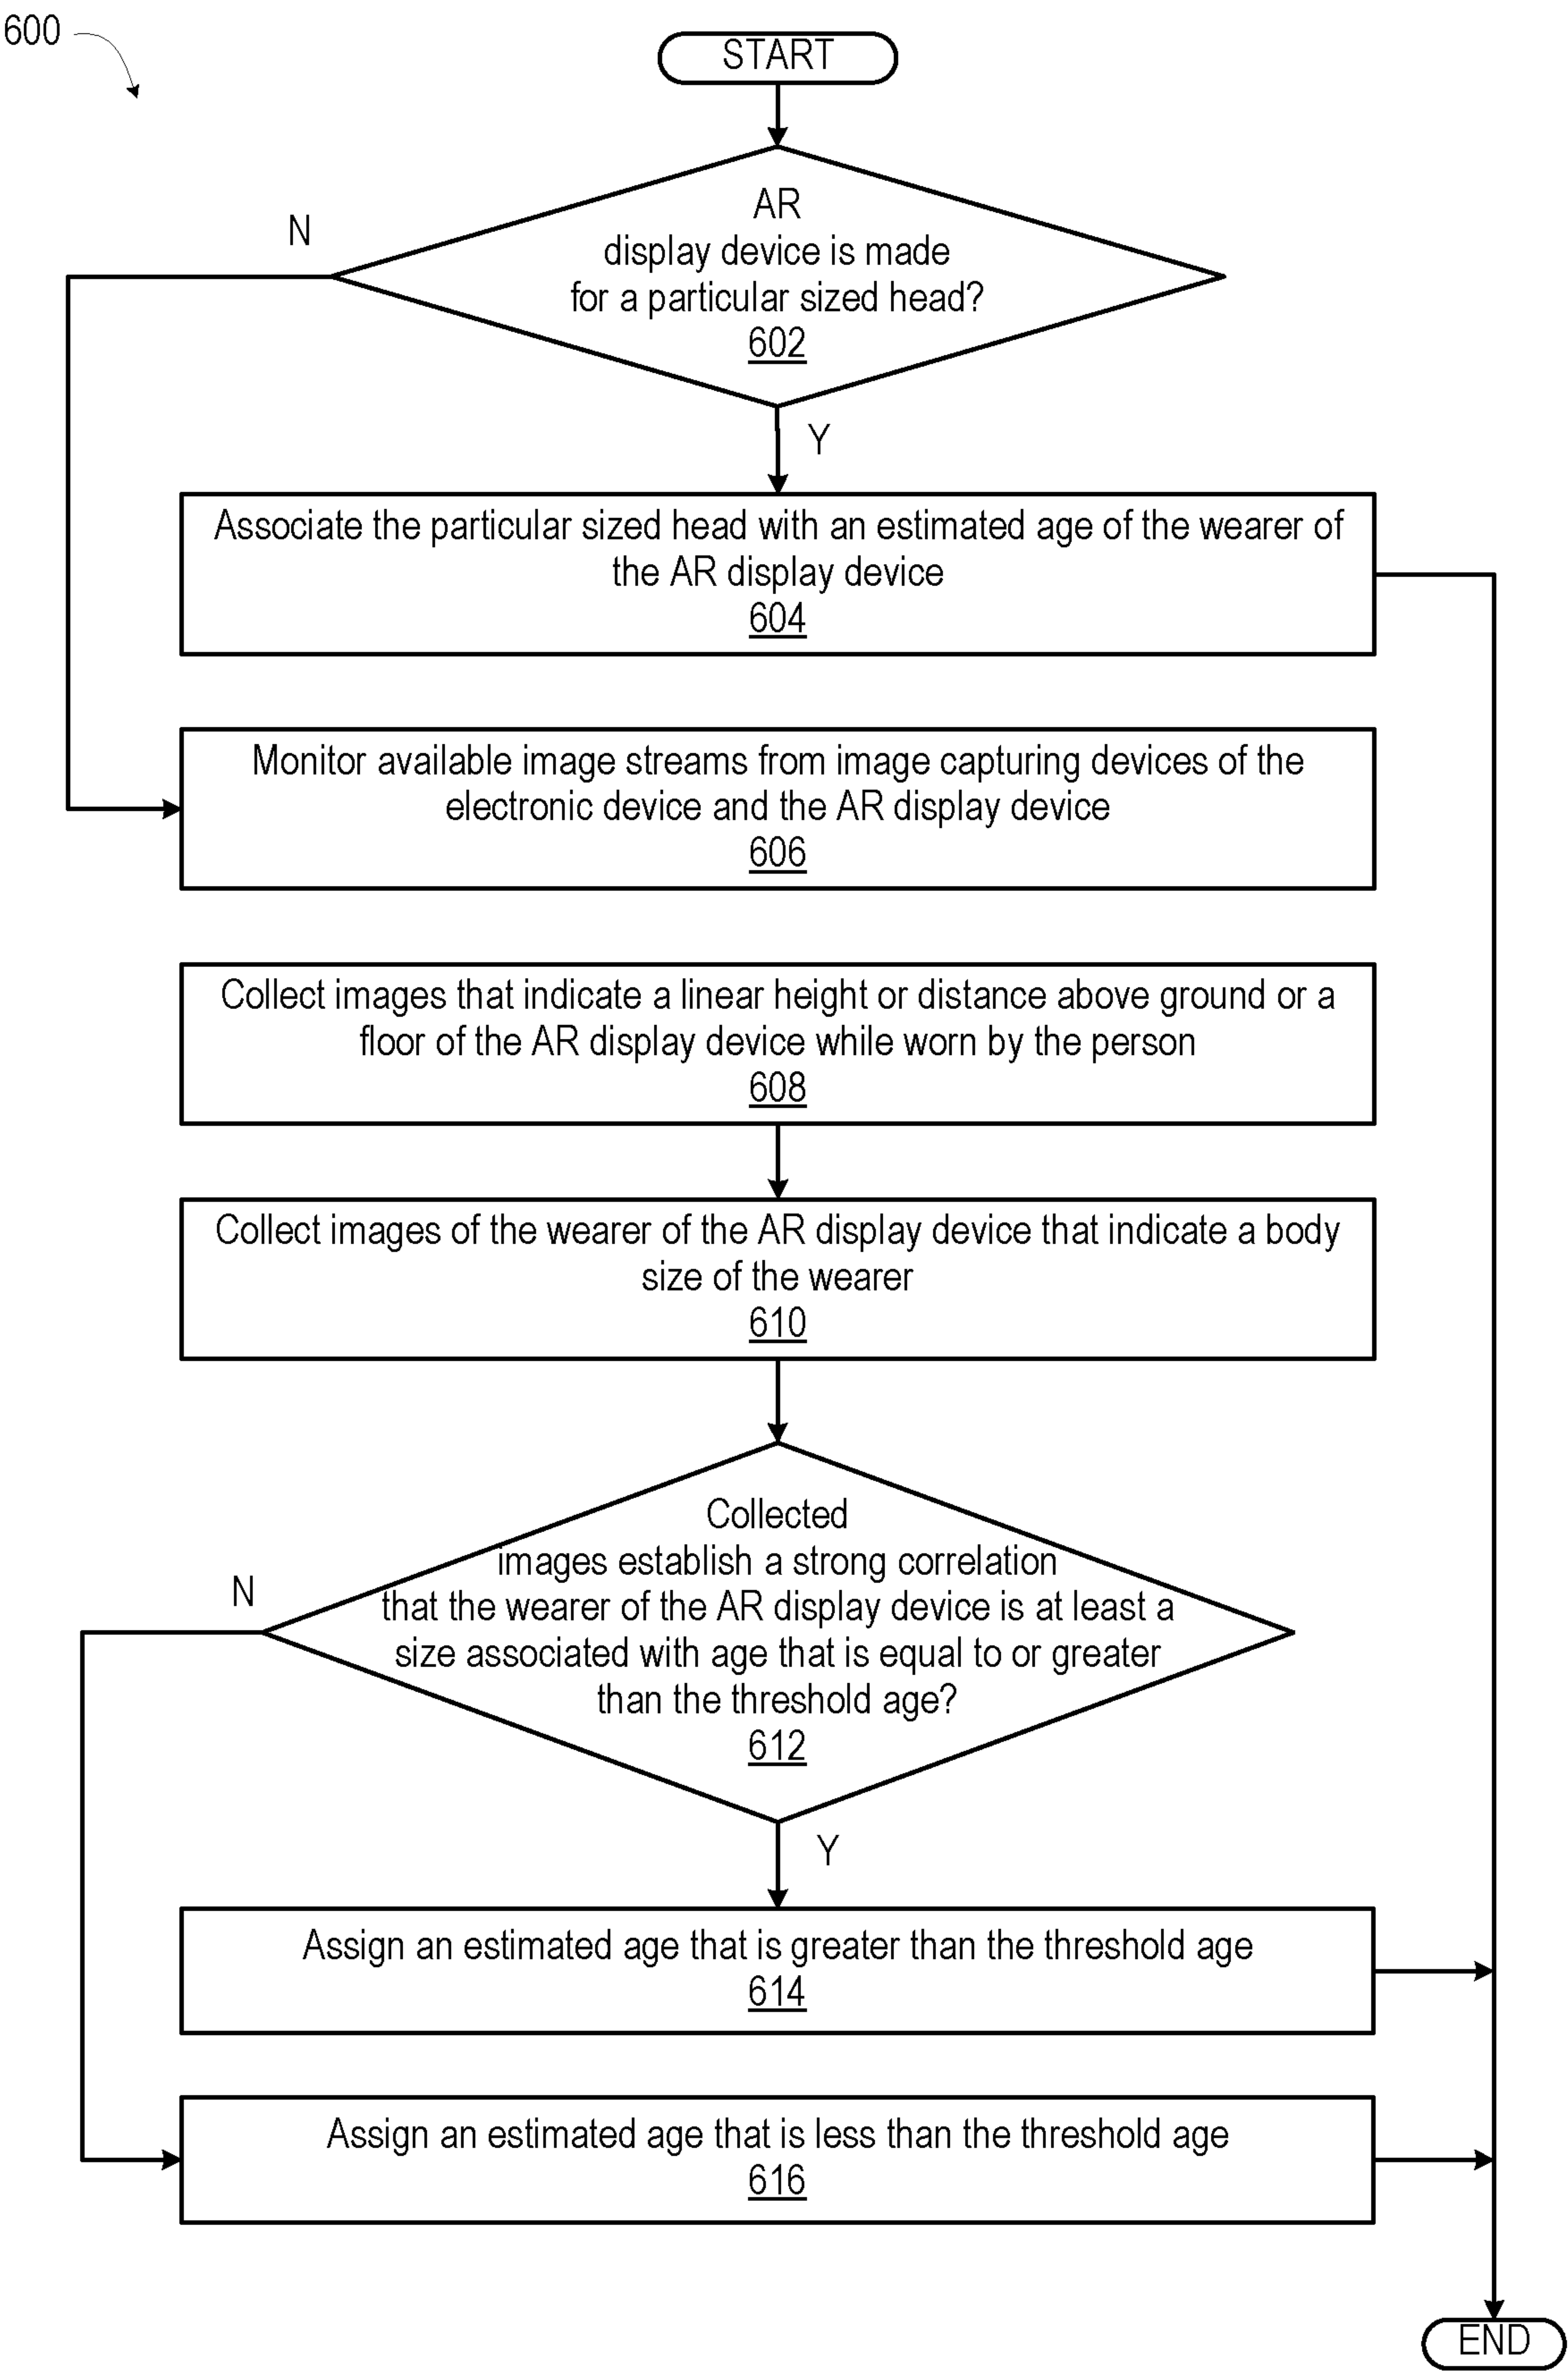 600
START
AR
display device is made
for a particular sized head?
602
N
Y
Associate the particular sized head with an estimated age of the wearer of
the AR display device
604
Monitor available image streams from image capturing devices of the
electronic device and the AR display device
606
Collect images that indicate a linear height or distance above ground or a
floor of the AR display device while worn by the person
608
Collect images of the wearer of the AR display device that indicate a body
size of the wearer
610
Collected
images establish a strong correlation
that the wearer of the AR display device is at least a
size associated with age that is equal to or greater
than the threshold age?
612
N
Y
Assign an estimated age that is greater than the threshold age
614
Assign an estimated age that is less than the threshold age
616
END